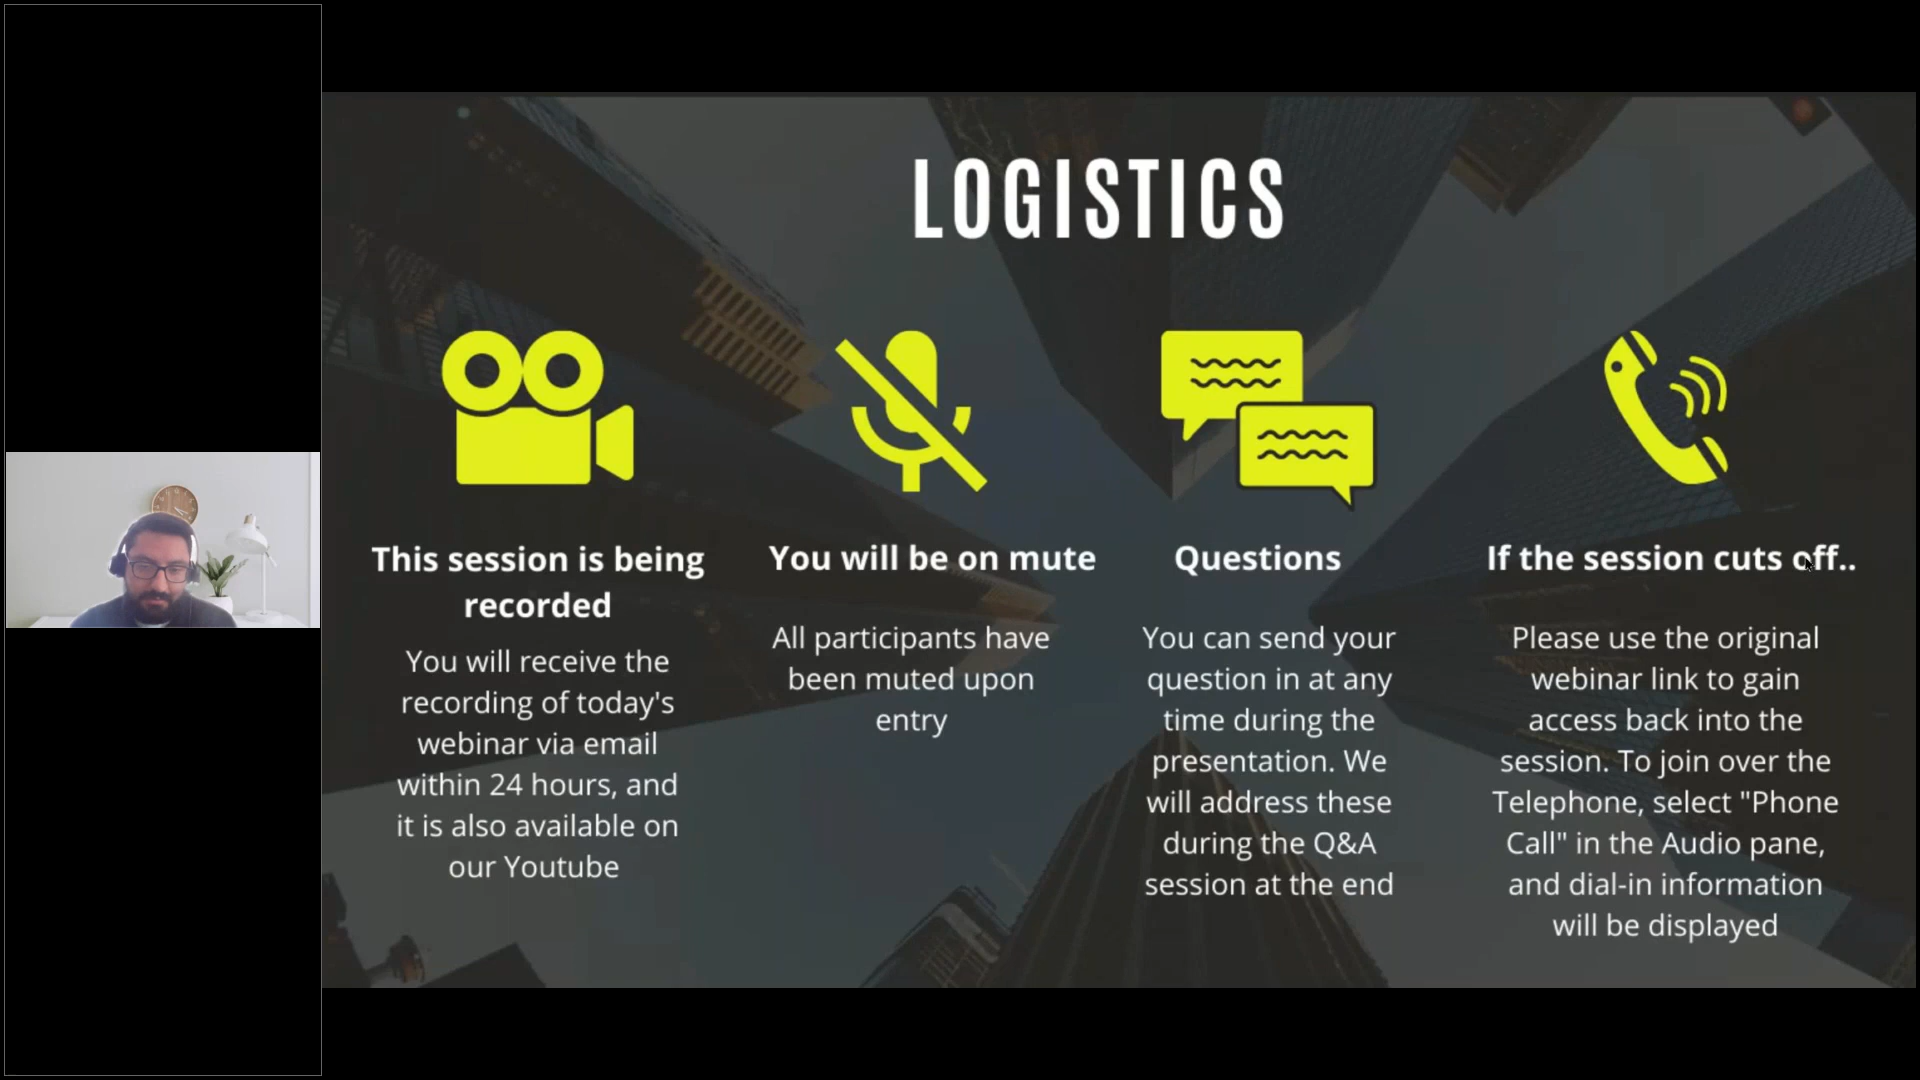 LOGISTICS
This session is being
recorded
You will receive the
recording of today's
webinar via email
within 24 hours, and
it is also available on
our Youtube
You will be on mute
All participants have
been muted upon
entry
Questions
You can send your
question in at any
time during the
presentation. We
will address these
during the Q&A
session at the end
If the session cuts off..
Please use the original
webinar link to gain
access back into the
session. To join over the
Telephone, select "Phone
Call" in the Audio pane,
and dial-in information
will be displayed